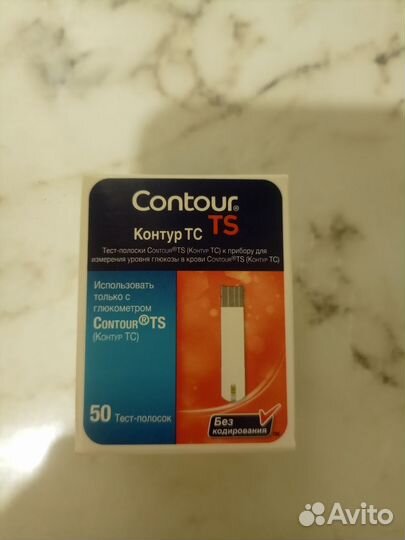 Contour®
TS
Контур ТС
Тест-полоски CONTOUR®TS (КОНТУР ТС) к прибору для
измерения уровня глюкозы в крови CONTOUR®TS (КОНТУР ТС)
Использовать
только с
глюкометром
CONTOUR®TS
(КОНТУР ТС)
50 Тест-полосок
Без
кодирования
Avito